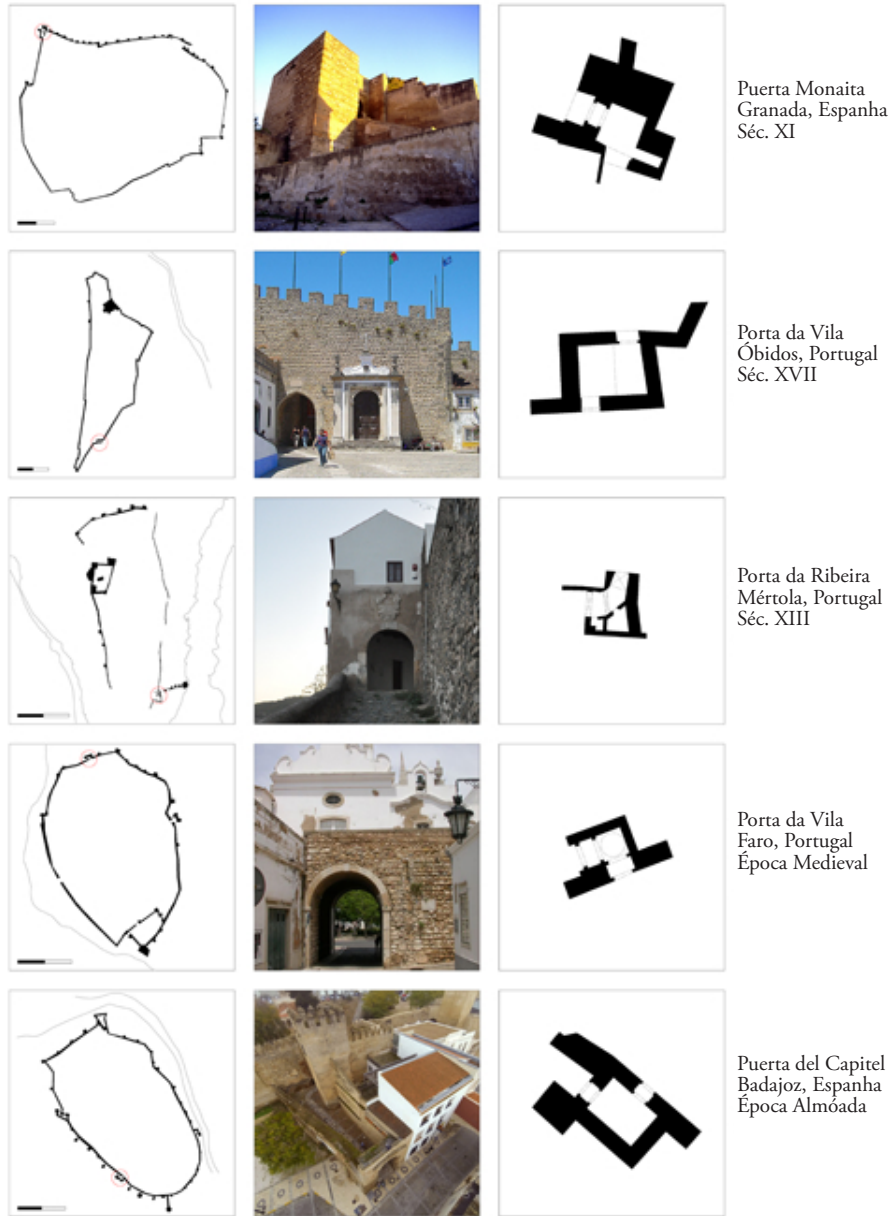 Puerta Monaita
Granada, Espanha
Séc. XI
Porta da Vila
Óbidos, Portugal
Séc. XVII
Porta da Ribeira
Mértola, Portugal
Séc. XIII
Porta da Vila
Faro, Portugal
Época Medieval
Puerta del Capitel
Badajoz, Espanha
Época Almóada